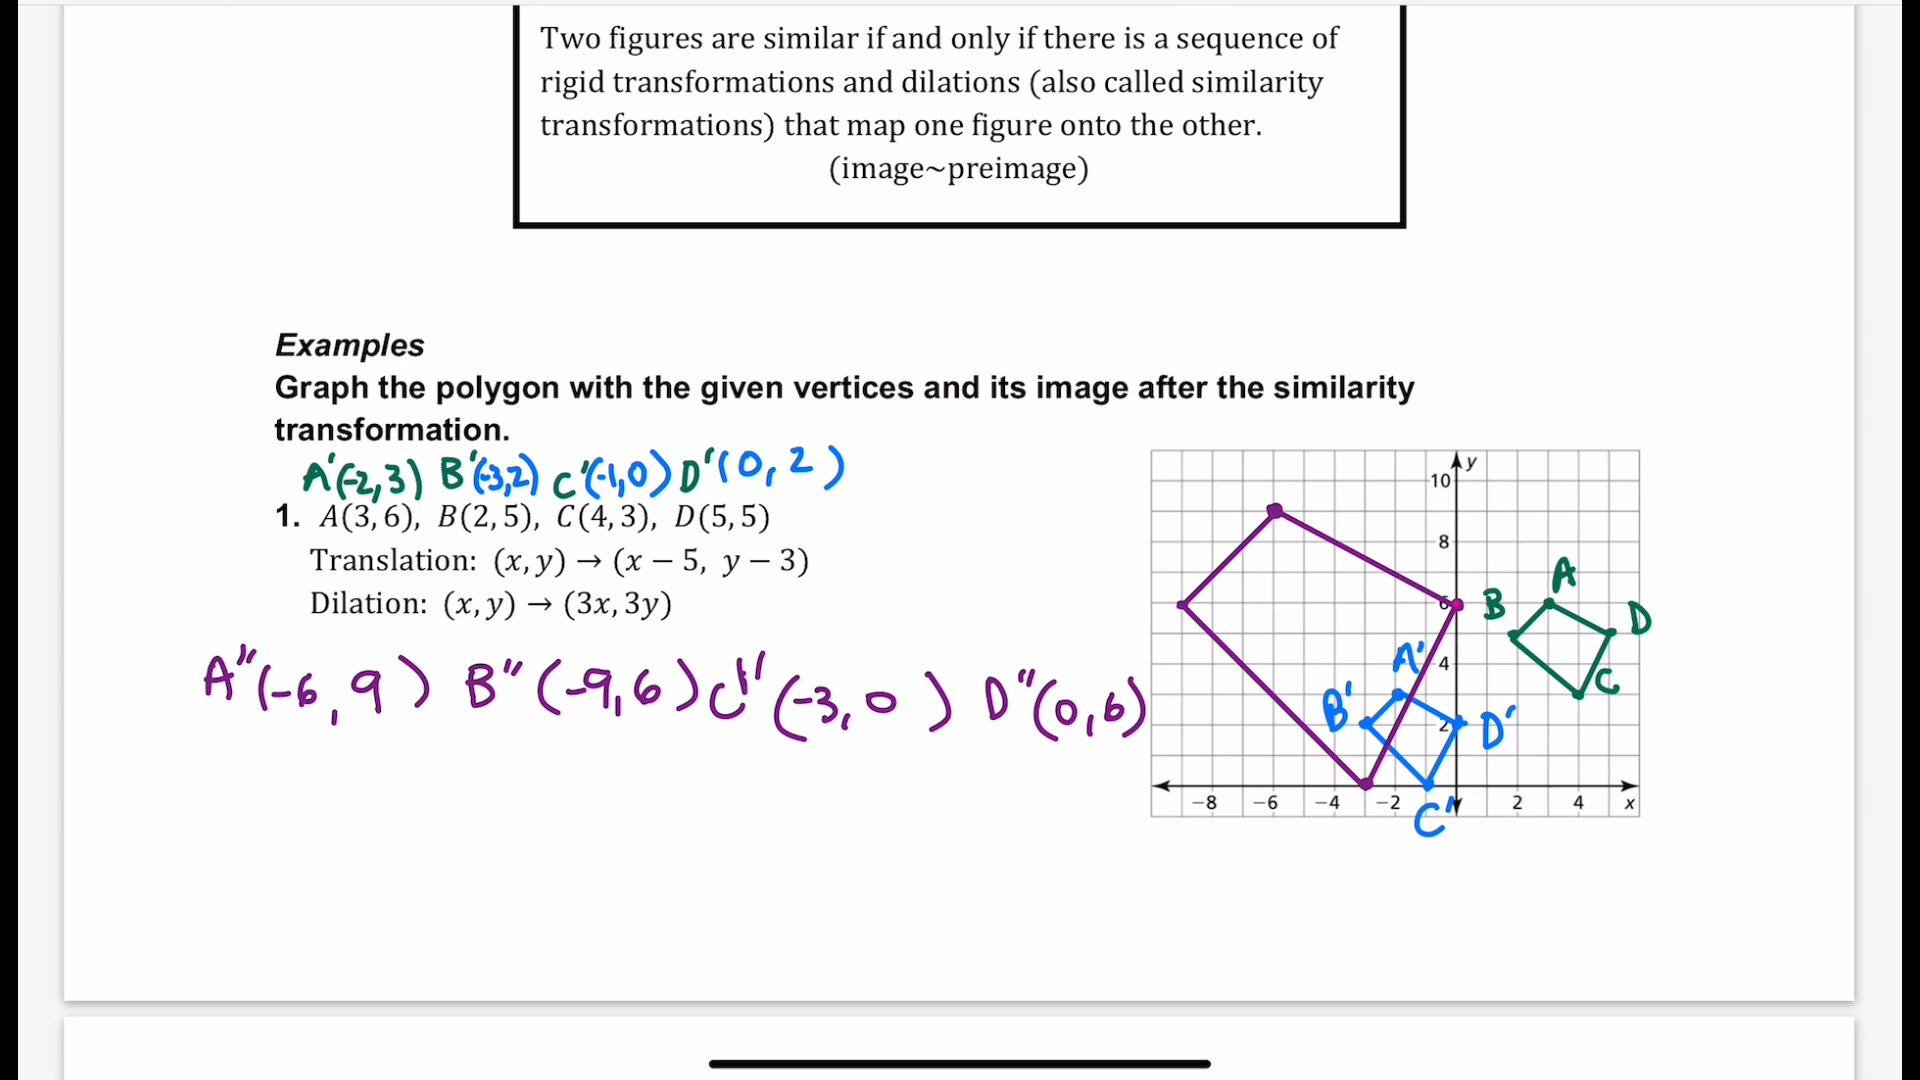 Two figures are similar if and only if there is a sequence of
rigid transformations and dilations (also called similarity
transformations) that map one figure onto the other.
(image~preimage)
Examples
Graph the polygon with the given vertices and its image after the similarity
transformation.
A'(-2,3) B'(-3,2) C'(-1,0) D'(0,2)
1. A(3,6), B(2,5), C(4,3), D(5,5)
Translation: (x,y) → (x − 5, y − 3)
Dilation: (x,y) → (3x,3y)
A"(-6,9) B"(-9,6) C"(-3,0) D"(0,6)
y
10
8
A
6 B D
A' 4 C
B' 2 D'
−8 −6 −4 −2 2 4 x
C'